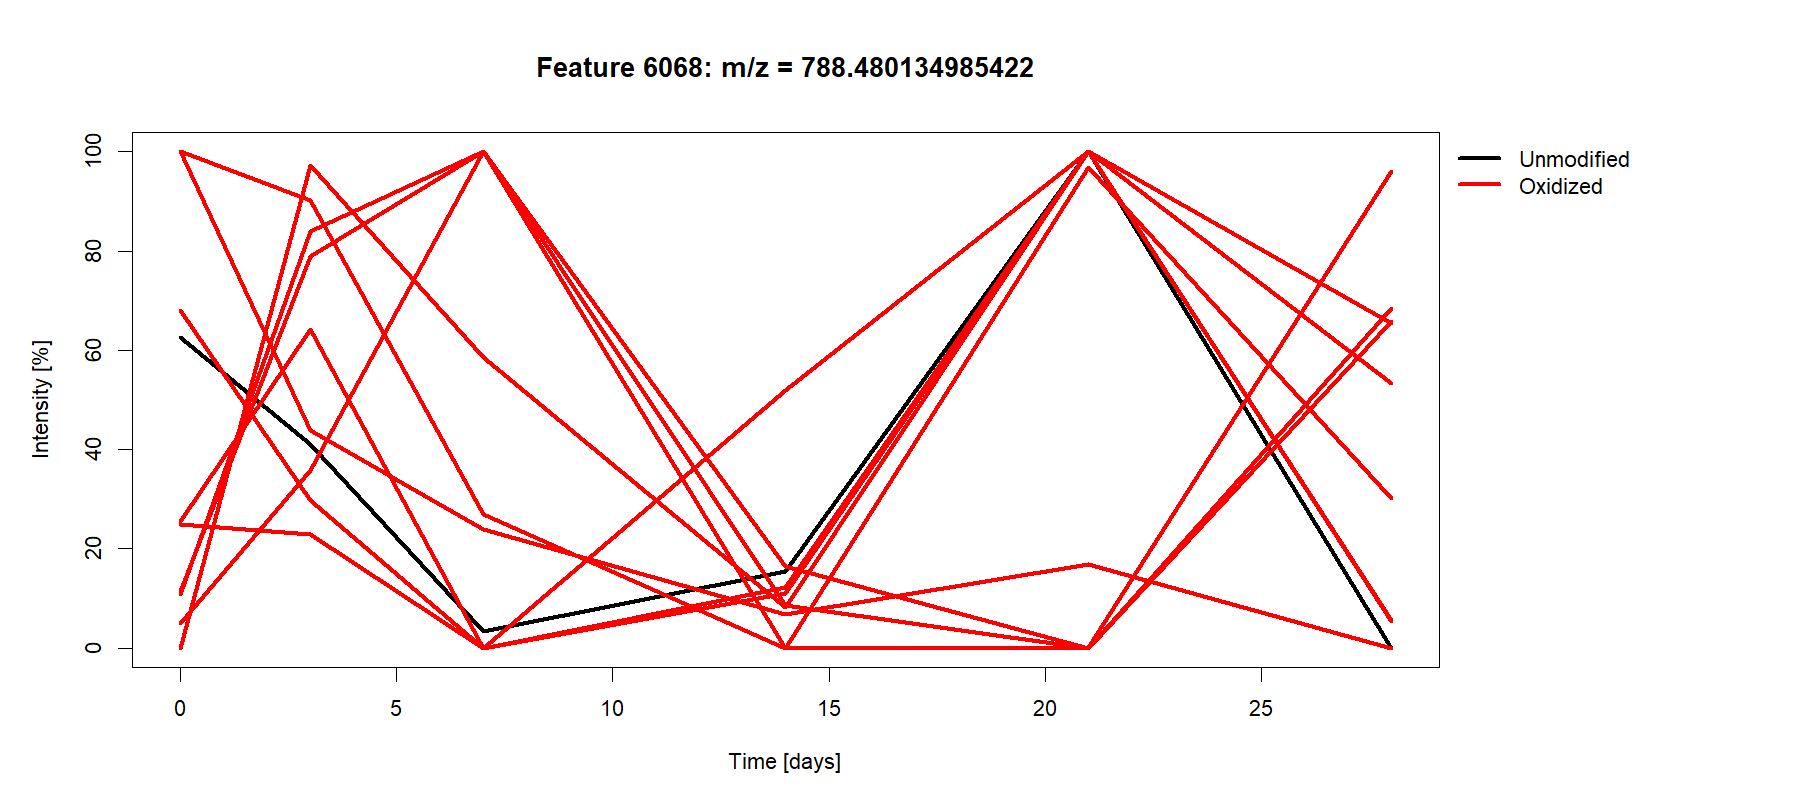 Feature 6068: m/z = 788.480134985422
Unmodified
Oxidized
100
80
60
40
20
0
Intensity [%]
0 5 10 15 20 25
Time [days]